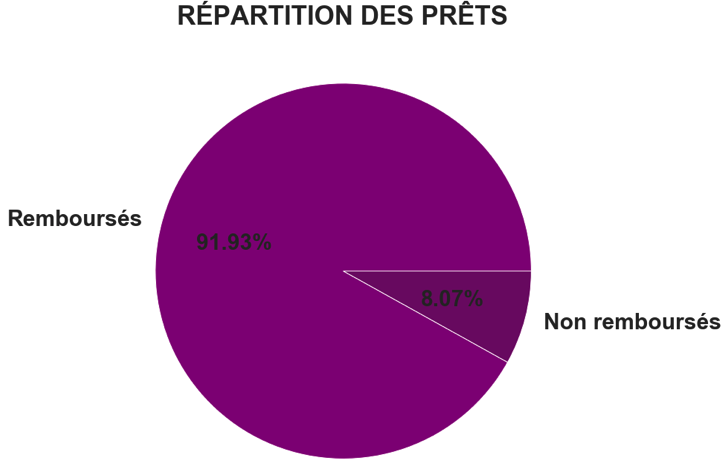 RÉPARTITION DES PRÊTS
Remboursés
91.93%
8.07%
Non remboursés